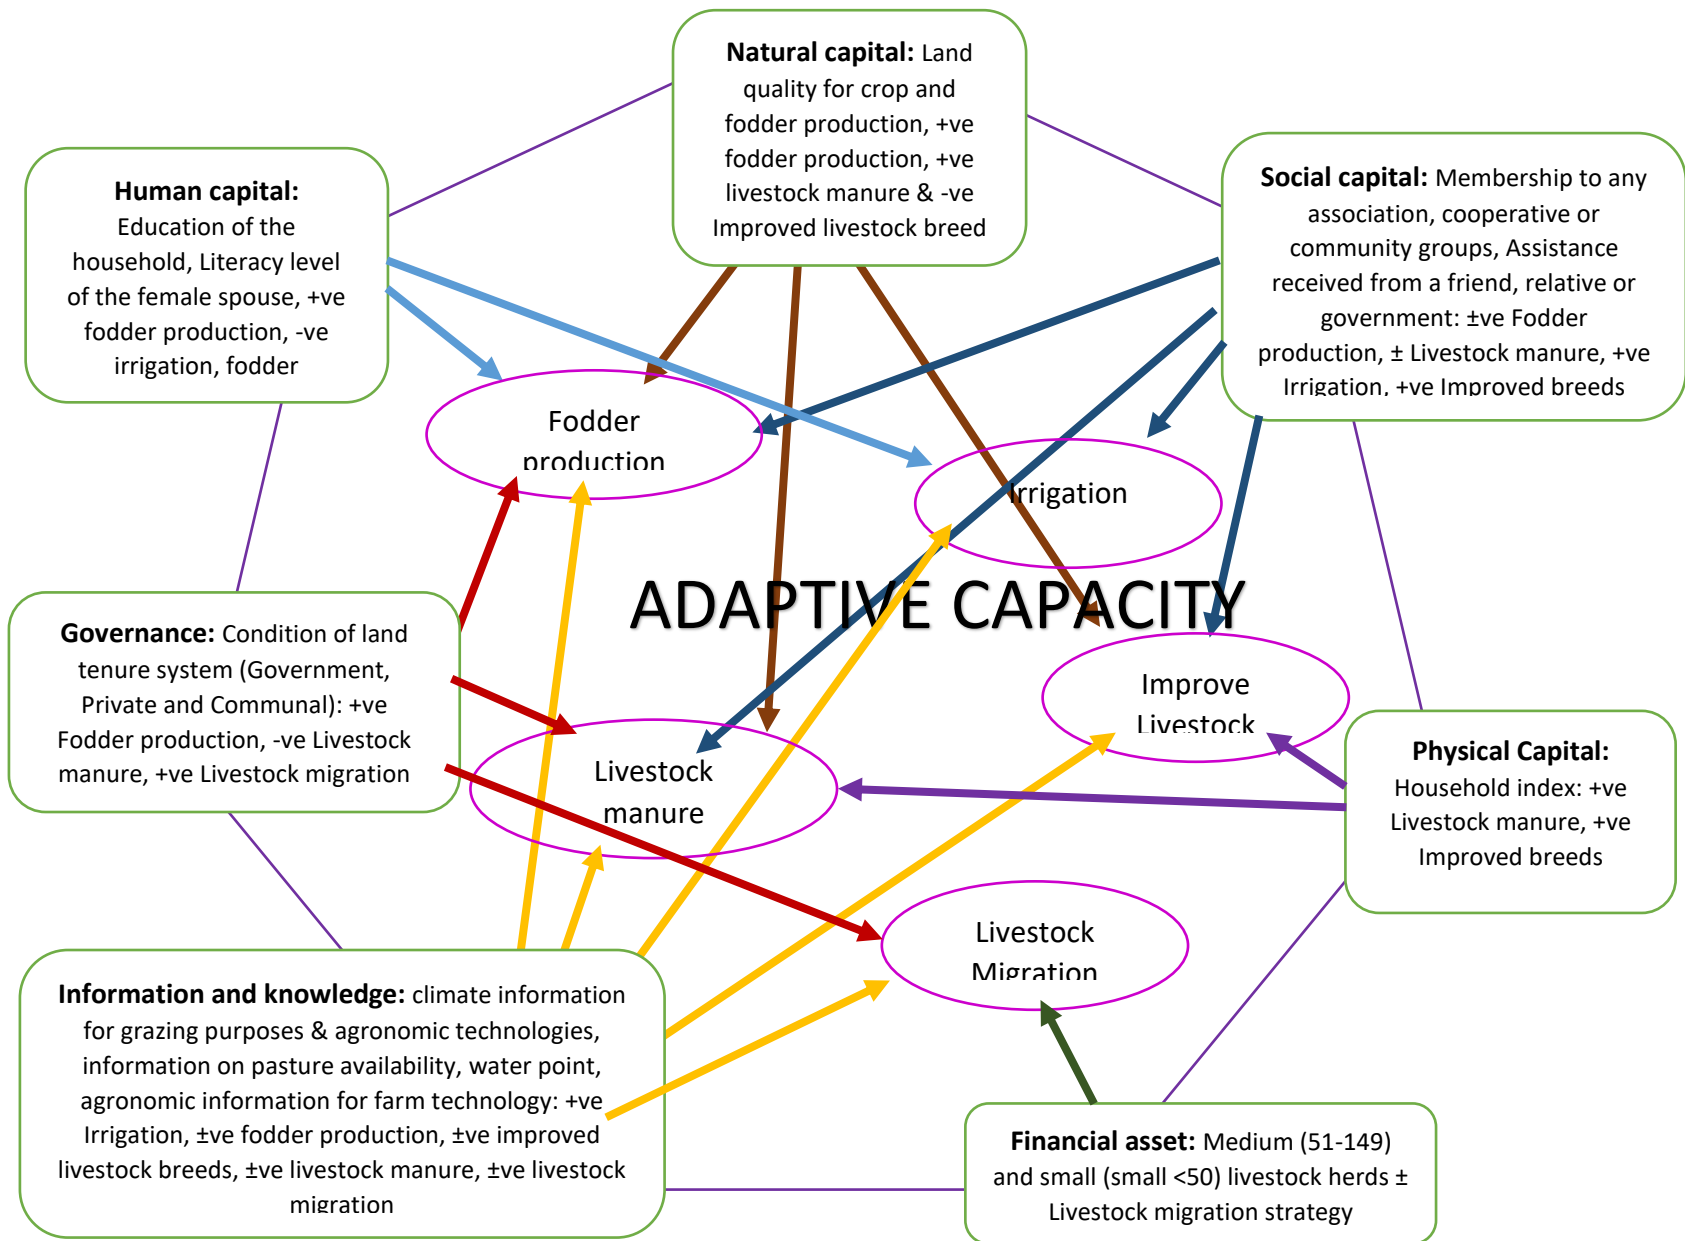 Natural capital: Land
quality for crop and
fodder production, +ve
fodder production, +ve
livestock manure & -ve
Improved livestock breed
Human capital:
Education of the
household, Literacy level
of the female spouse, +ve
fodder production, -ve
irrigation, fodder
Social capital: Membership to any
association, cooperative or
community groups, Assistance
received from a friend, relative or
government: ±ve Fodder
production, ± Livestock manure, +ve
Irrigation, +ve Improved breeds
Fodder
production
Irrigation
ADAPTIVE CAPACITY
Governance: Condition of land
tenure system (Government,
Private and Communal): +ve
Fodder production, -ve Livestock
manure, +ve Livestock migration
Improve
Livestock
Livestock
manure
Physical Capital:
Household index: +ve
Livestock manure, +ve
Improved breeds
Livestock
Migration
Information and knowledge: climate information
for grazing purposes & agronomic technologies,
information on pasture availability, water point,
agronomic information for farm technology: +ve
Irrigation, ±ve fodder production, ±ve improved
livestock breeds, ±ve livestock manure, ±ve livestock
migration
Financial asset: Medium (51-149)
and small (small <50) livestock herds ±
Livestock migration strategy